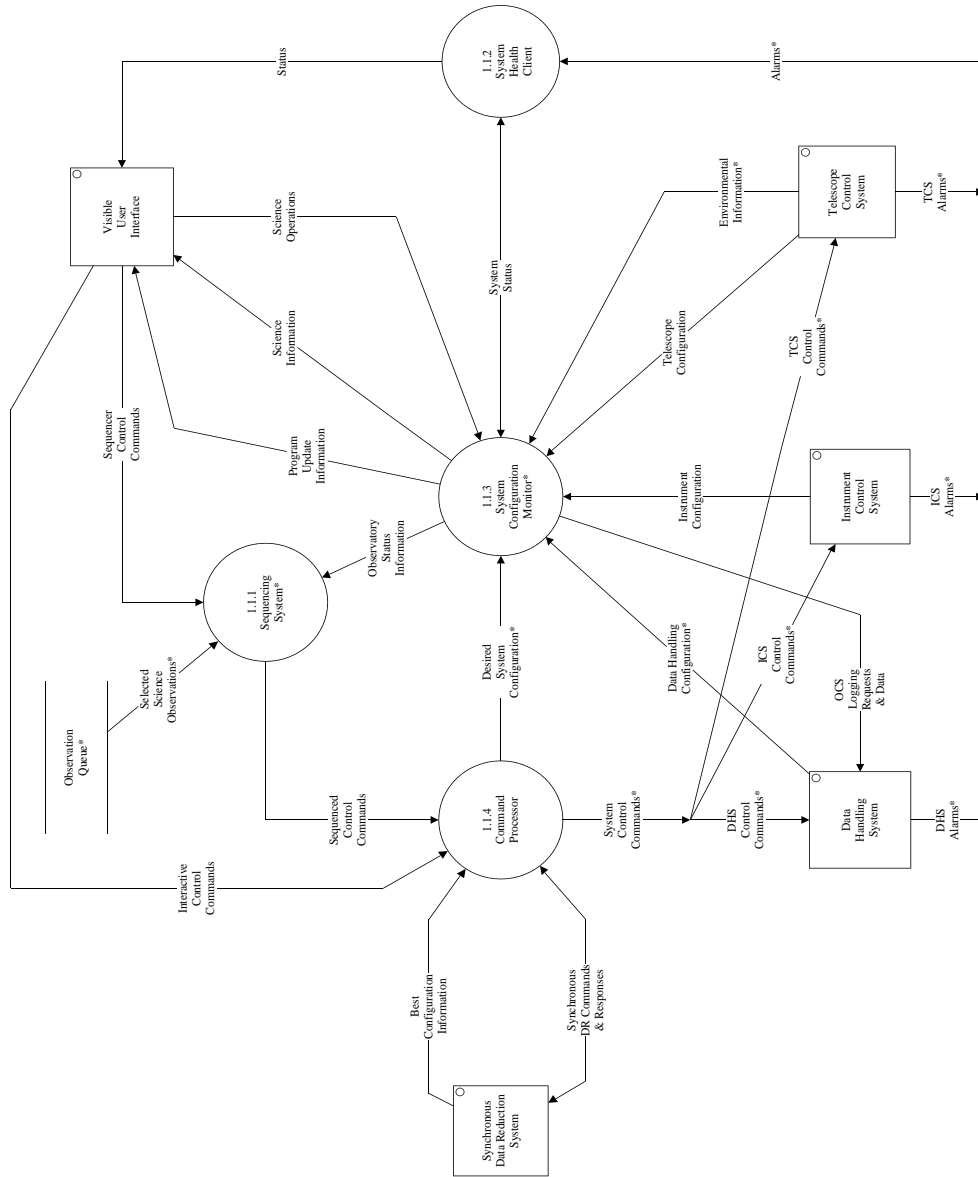 Observation
Queue*
Interactive
Control
Commands
Selected
Science
Observations*
Sequencer
Control
Commands
Visible
User
Interface
Status
Sequenced
Control
Commands
1.1.1
Sequencing
System*
Program
Update
Information
Science
Information
Science
Operations
Observatory
Status
Information
Best
Configuration
Information
Synchronous
Data Reduction
System
Synchronous
DR Commands
& Responses
1.1.4
Command
Processor
Desired
System
Configuration*
1.1.3
System
Configuration
Monitor*
System
Status
1.1.2
System
Health
Client
System
Control
Commands*
Data Handling
Configuration*
Instrument
Configuration
Telescope
Configuration
Environmental
Information*
Alarms*
DHS
Control
Commands*
ICS
Control
Commands*
TCS
Control
Commands*
OCS
Logging
Requests
& Data
Data
Handling
System
Instrument
Control
System
Telescope
Control
System
DHS
Alarms*
ICS
Alarms*
TCS
Alarms*